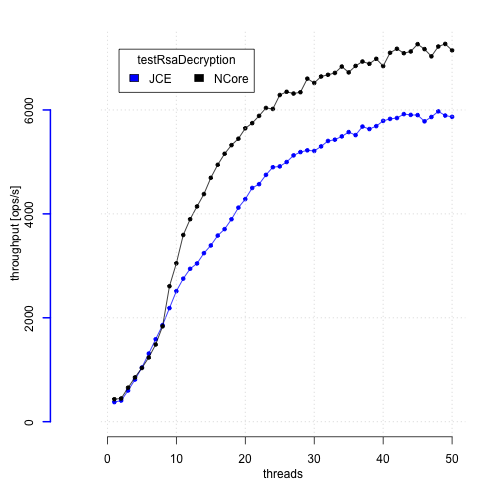 testRsaDecryption
JCE NCore
throughput [ops/s]
6000
4000
2000
0
0 10 20 30 40 50
threads